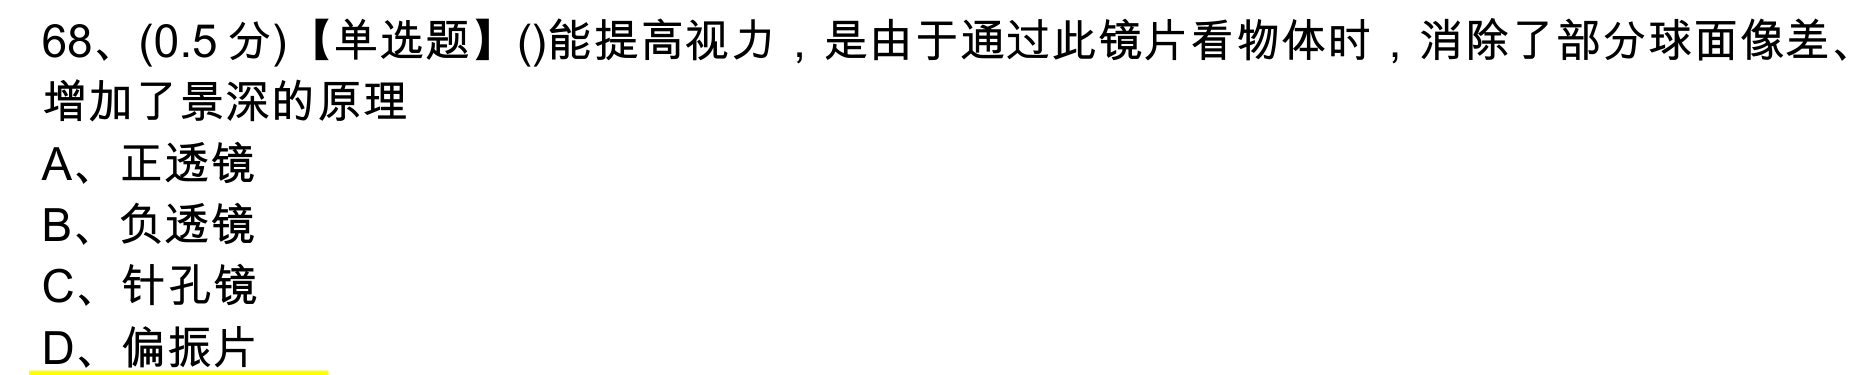 68、(0.5 分)【单选题】()能提高视力，是由于通过此镜片看物体时，消除了部分球面像差、
增加了景深的原理
A、正透镜
B、负透镜
C、针孔镜
D、偏振片